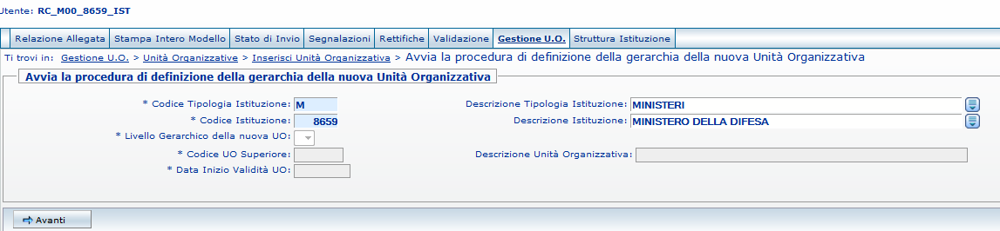 Utente: RC_M00_8659_IST
Relazione Allegata Stampa Intero Modello Stato di Invio Segnalazioni Rettifiche Validazione Gestione U.O. Struttura Istituzione
Ti trovi in: Gestione U.O. > Unità Organizzative > Inserisci Unità Organizzativa > Avvia la procedura di definizione della gerarchia della nuova Unità Organizzativa
Avvia la procedura di definizione della gerarchia della nuova Unità Organizzativa
* Codice Tipologia Istituzione: M Descrizione Tipologia Istituzione: MINISTERI
* Codice Istituzione: 8659 Descrizione Istituzione: MINISTERO DELLA DIFESA
* Livello Gerarchico della nuova UO:
* Codice UO Superiore: Descrizione Unità Organizzativa:
* Data Inizio Validità UO:
Avanti